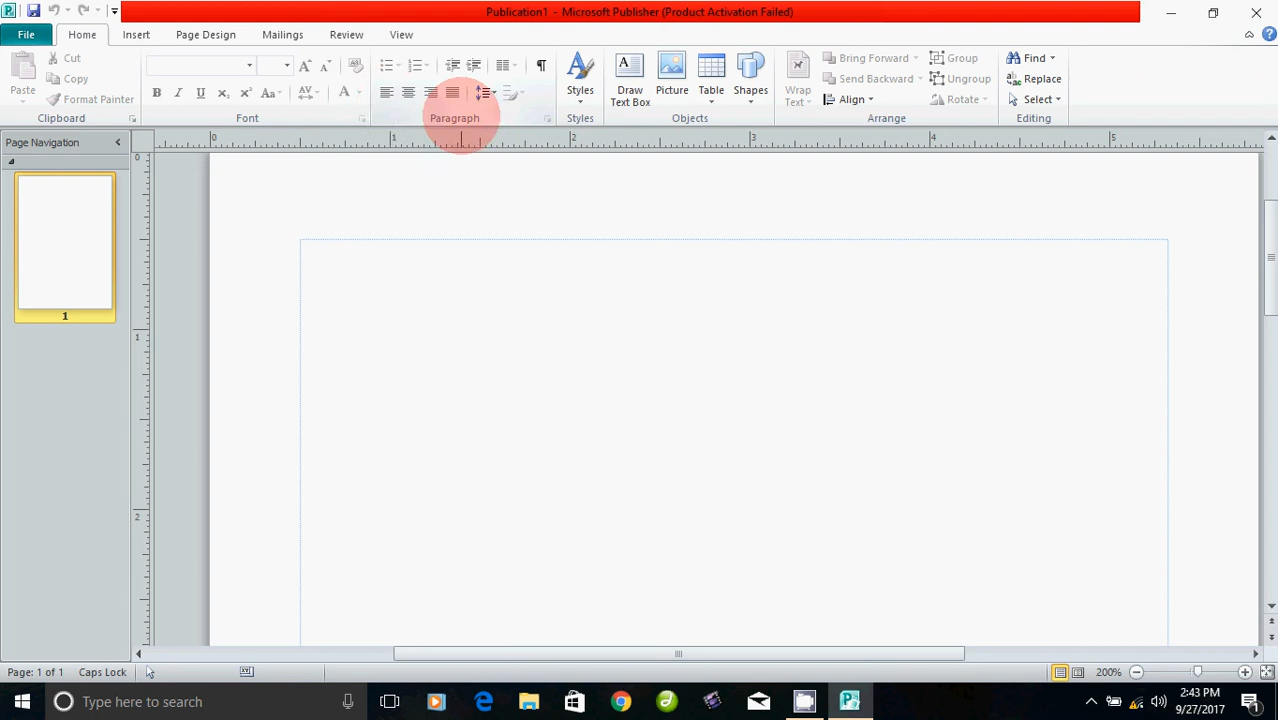 Publication1 - Microsoft Publisher (Product Activation Failed)
File
Home
Insert
Page Design
Mailings
Review
View
Paste
Cut
Copy
Format Painter
Clipboard
Font
Paragraph
Styles
Styles
Draw
Text Box
Picture
Table
Shapes
Objects
Wrap
Text
Bring Forward
Send Backward
Align
Group
Ungroup
Rotate
Arrange
Find
Replace
Select
Editing
Page Navigation
0 1 2 3 4 5
0
1
2
1
Page: 1 of 1
Caps Lock
200%
Type here to search
2:43 PM
9/27/2017